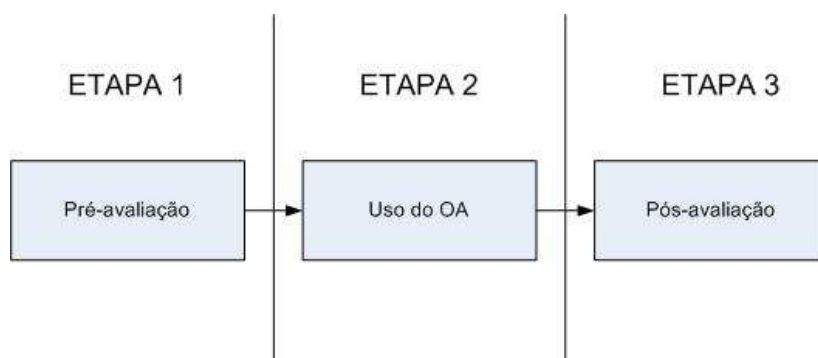 ETAPA 1
ETAPA 2
ETAPA 3
Pré-avaliação
Uso do OA
Pós-avaliação